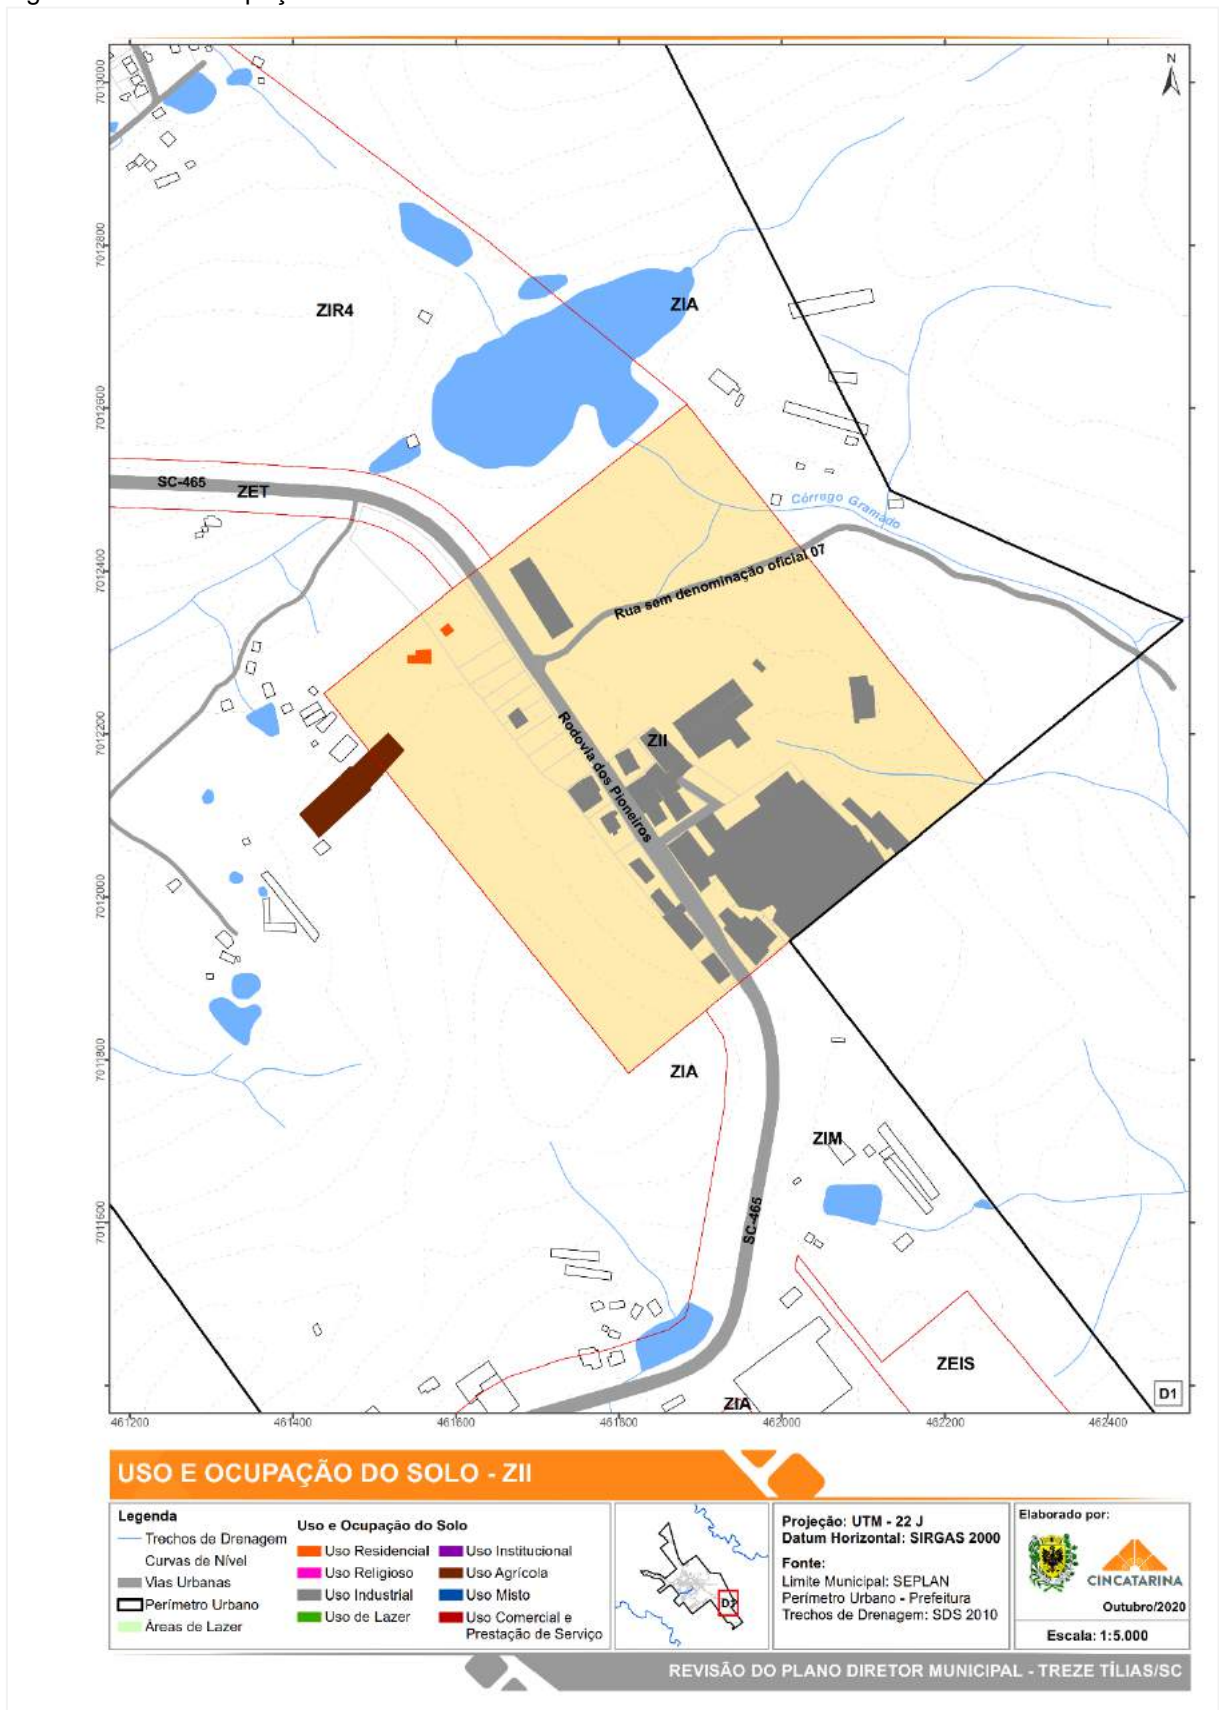 N
7013000
7012800
7012600
7012400
7012200
7012000
7011800
7011600
ZIR4
ZIA
SC-465
ZET
Córrego Gramado
Rua sem denominação oficial 07
Rodovia dos Pioneiros
ZII
ZIA
ZIM
SC-465
ZEIS
ZIA
D1
461200
461400
461600
461800
462000
462200
462400
USO E OCUPAÇÃO DO SOLO - ZII
Legenda
Trechos de Drenagem
Curvas de Nível
Vias Urbanas
Perímetro Urbano
Áreas de Lazer
Uso e Ocupação do Solo
Uso Residencial
Uso Religioso
Uso Industrial
Uso de Lazer
Uso Institucional
Uso Agrícola
Uso Misto
Uso Comercial e
Prestação de Serviço
Projeção: UTM - 22 J
Datum Horizontal: SIRGAS 2000
Fonte:
Limite Municipal: SEPLAN
Perímetro Urbano - Prefeitura
Trechos de Drenagem: SDS 2010
Elaborado por:
CINCATARINA
Outubro/2020
Escala: 1:5.000
REVISÃO DO PLANO DIRETOR MUNICIPAL - TREZE TÍLIAS/SC